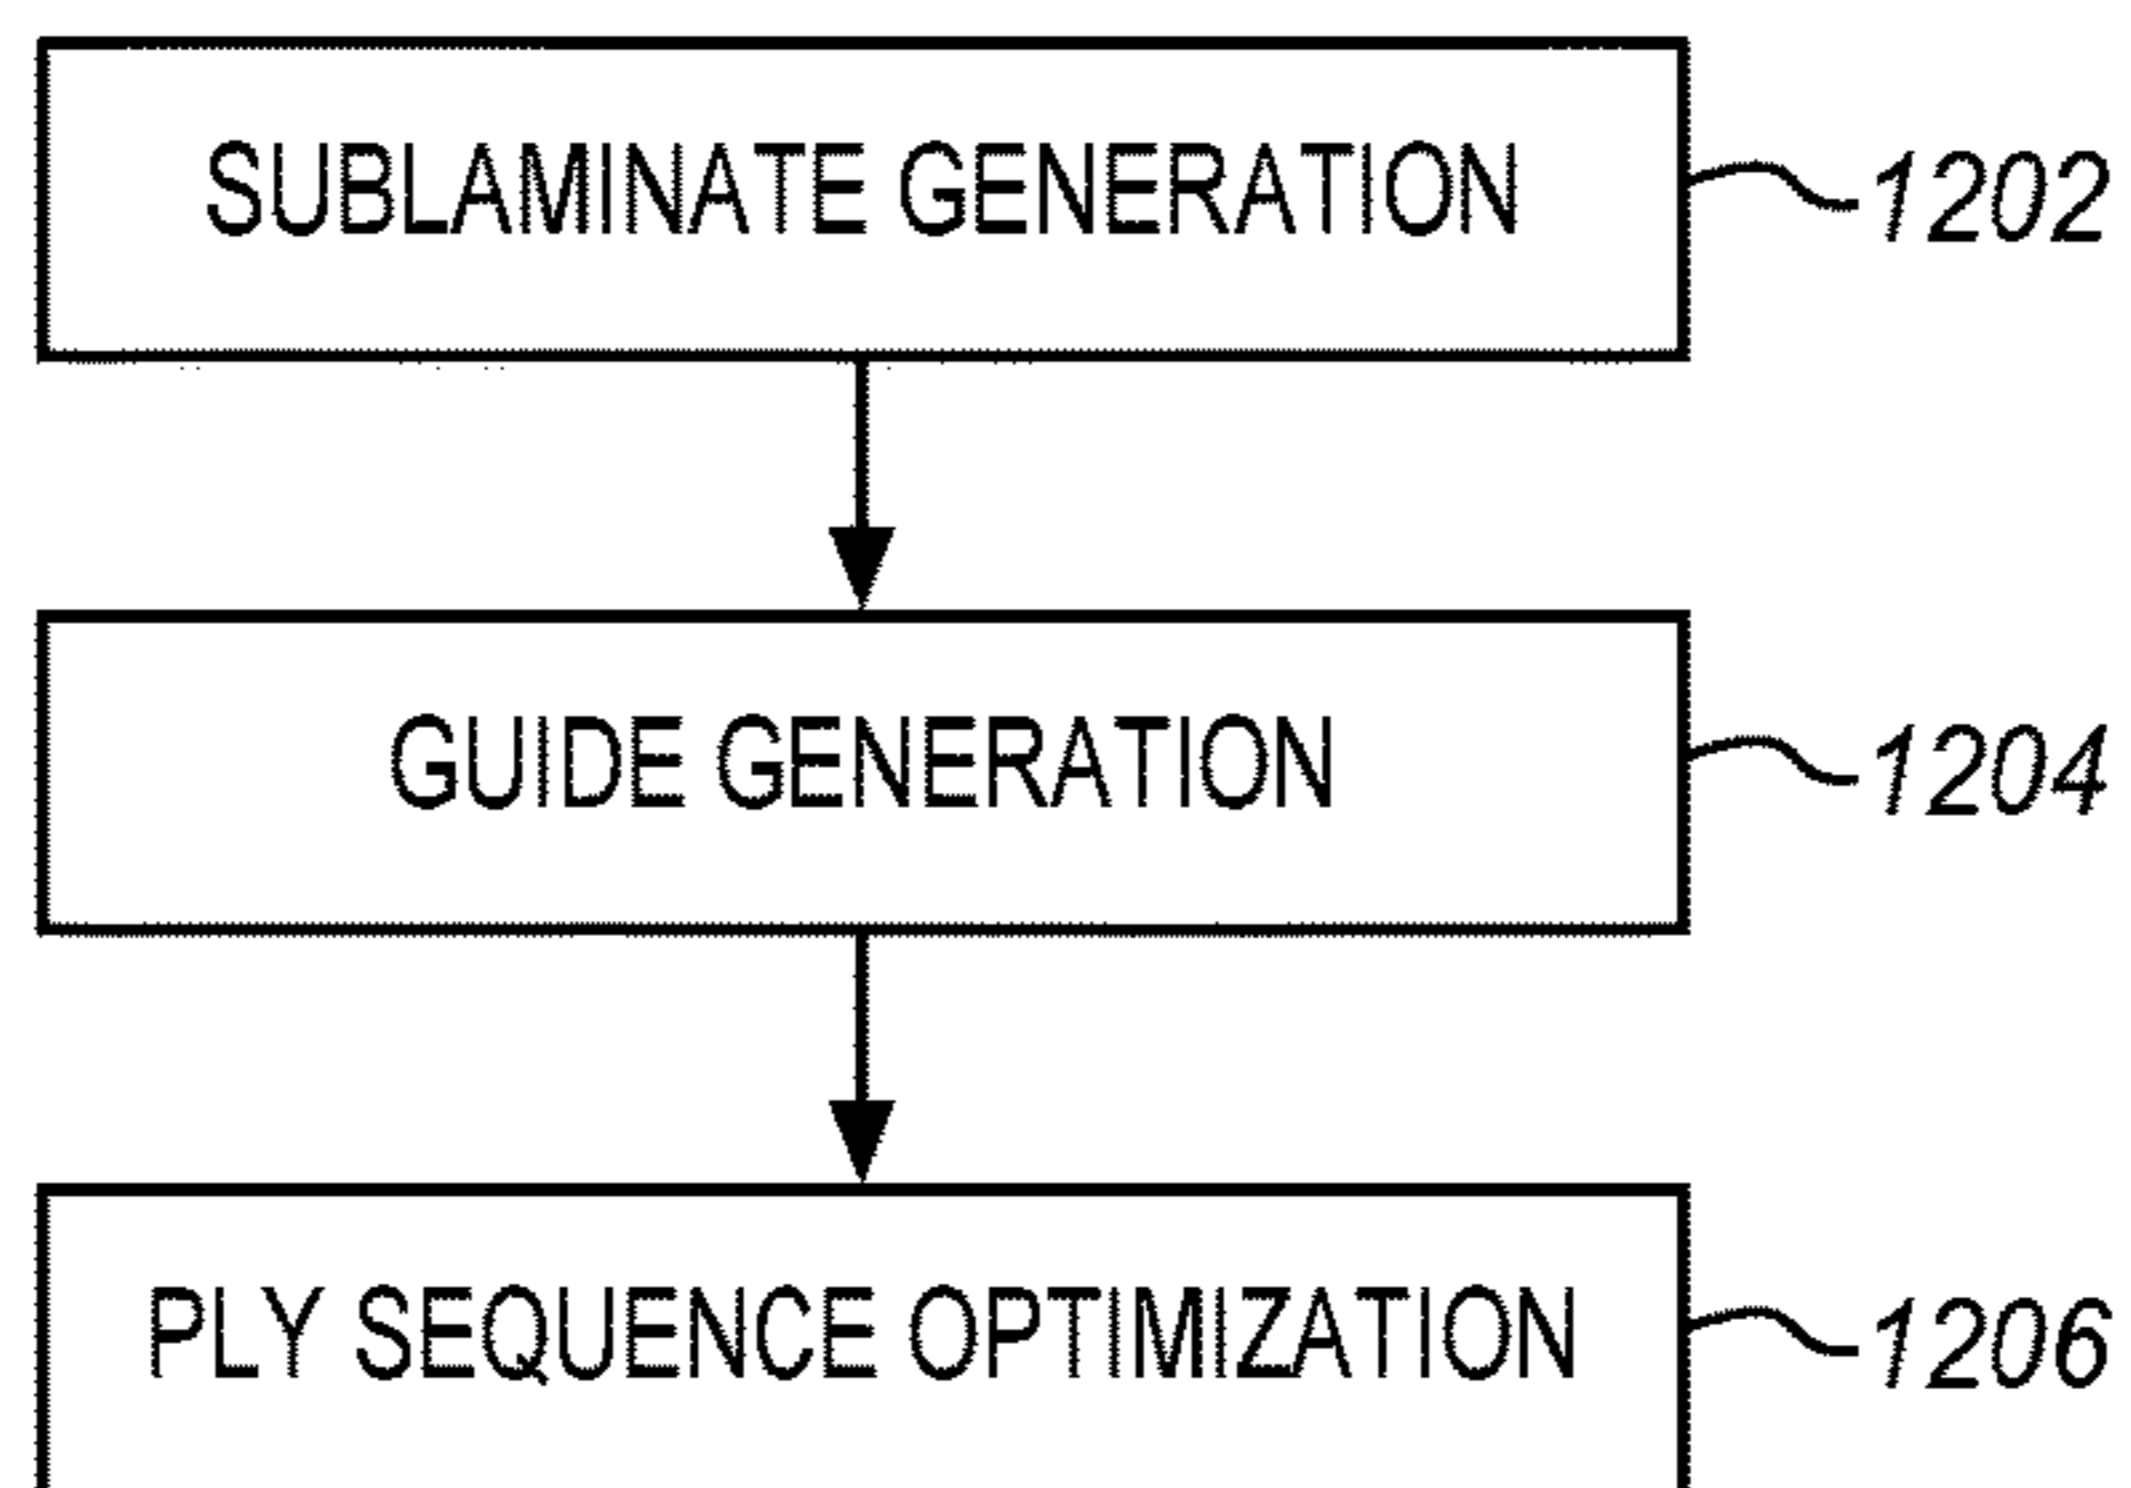 SUBLAMINATE GENERATION
1202
GUIDE GENERATION
1204
PLY SEQUENCE OPTIMIZATION
1206